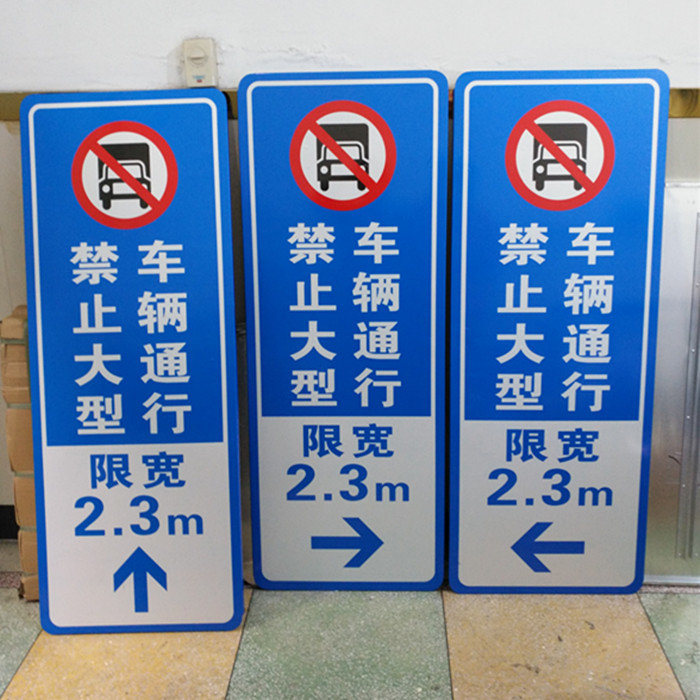 禁止大型
车辆通行
限宽
2.3m
禁止大型
车辆通行
限宽
2.3m
禁止大型
车辆通行
限宽
2.3m